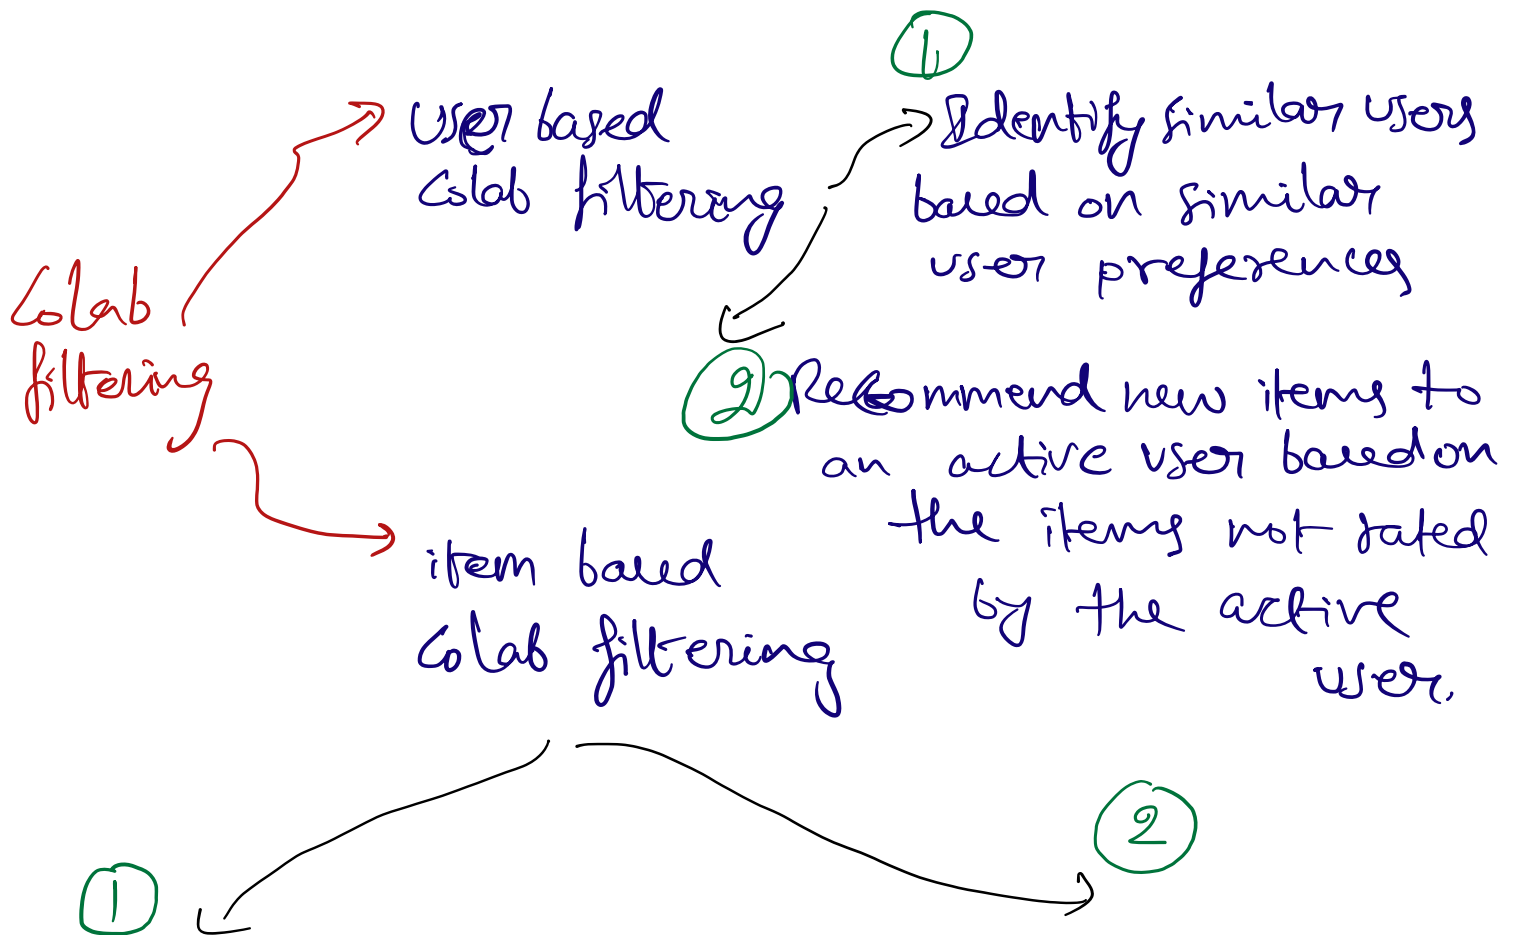 Colab
filtering
User based
Colab filtering
1
Identify similar users
based on similar
user preferences
2
Recommend new items to
an active user based on
the items not rated
by the active
user.
item based
Colab filtering
1
2